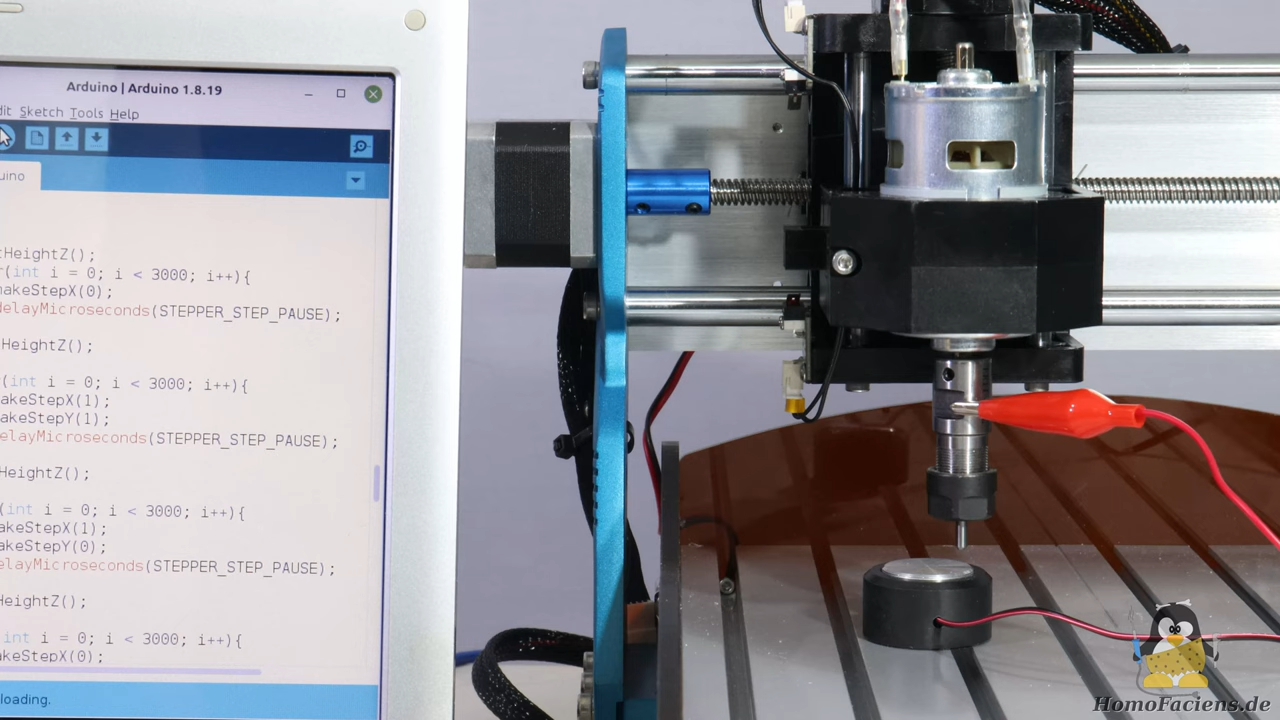 Arduino | Arduino 1.8.19
dit Sketch Tools Help
uino
tHeightZ();
r(int i = 0; i < 3000; i++){
makeStepX(0);
delayMicroseconds(STEPPER_STEP_PAUSE);
HeightZ();
r(int i = 0; i < 3000; i++){
akeStepX(1);
akeStepY(1);
elayMicroseconds(STEPPER_STEP_PAUSE);
HeightZ();
(int i = 0; i < 3000; i++){
akeStepX(1);
akeStepY(0);
elayMicroseconds(STEPPER_STEP_PAUSE);
HeightZ();
int i = 0; i < 3000; i++){
akeStepX(0);
loading.
HomoFaciens.de